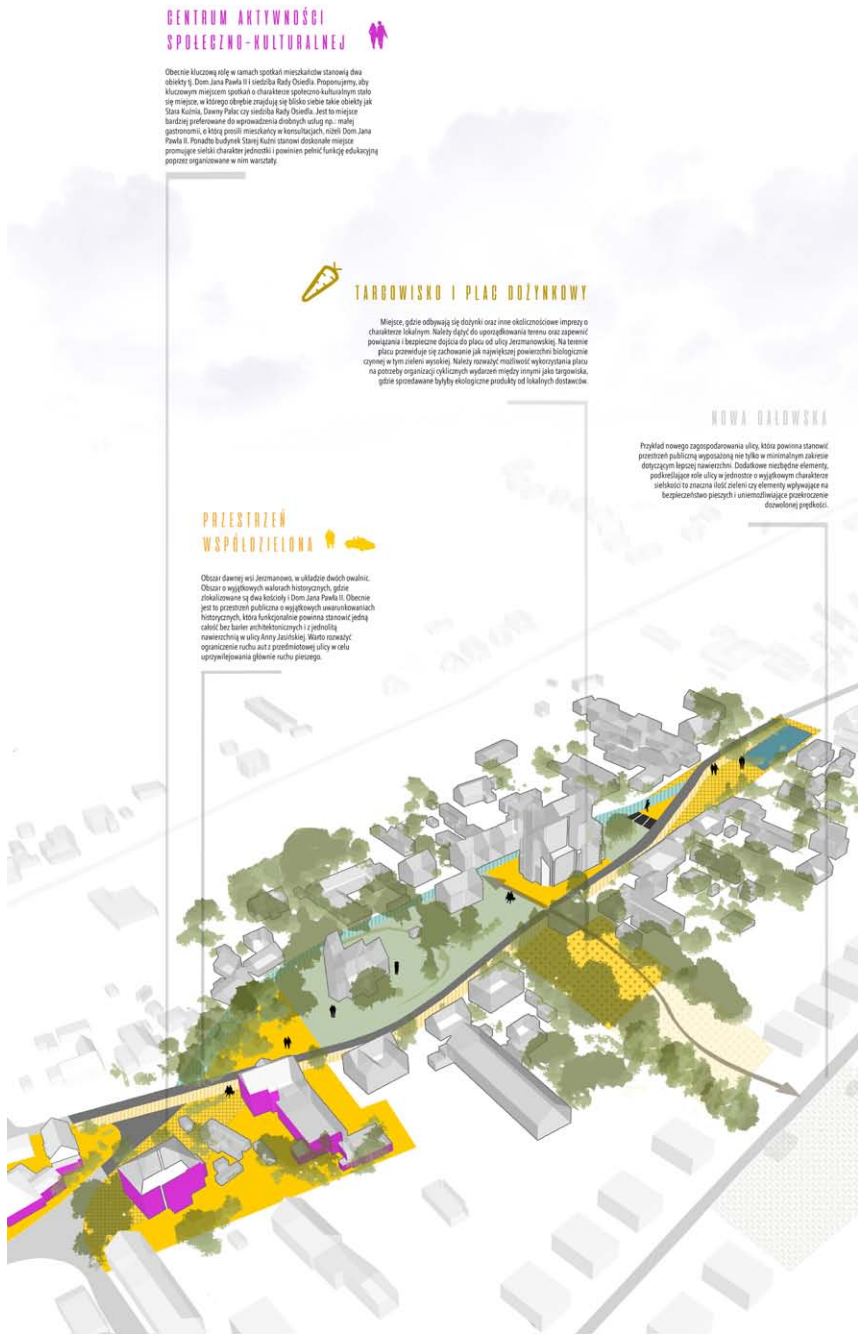 CENTRUM AKTYWNOŚCI
SPOŁECZNO-KULTURALNEJ
Obecnie kluczową rolę w ramach spotkań mieszkańców stanowią dwa
obiekty tj. Dom Jana Pawła II i siedziba Rady Osiedla. Proponujemy, aby
kluczowym miejscem spotkań o charakterze społeczno-kulturalnym stało
się miejsce, w którego obrębie znajdują się blisko siebie takie obiekty jak
Stara Kuźnia, Dawny Pałac czy siedziba Rady Osiedla. Jest to miejsce
bardziej preferowane do wprowadzenia drobnych usług np.: małej
gastronomii, o którą prosili mieszkańcy w konsultacjach, niżeli Dom Jana
Pawła II. Ponadto budynek Starej Kuźni stanowi doskonałe miejsce
promujące sielski charakter jednostki i powinien pełnić funkcję edukacyjną
poprzez organizowane w nim warsztaty.
TARGOWISKO I PLAC DOŻYNKOWY
Miejsce, gdzie odbywają się dożynki oraz inne okolicznościowe imprezy o
charakterze lokalnym. Należy dążyć do uporządkowania terenu oraz zapewnić
powiązania i bezpieczne dojścia do placu od ulicy Jerzmanowskiej. Na terenie
placu przewiduje się zachowanie jak największej powierzchni biologicznie
czynnej w tym zieleni wysokiej. Należy rozważyć możliwość wykorzystania placu
na potrzeby organizacji cyklicznych wydarzeń między innymi jako targowiska,
gdzie sprzedawane byłyby ekologiczne produkty od lokalnych dostawców.
NOWA GAŁOWSKA
Przykład nowego zagospodarowania ulicy, która powinna stanowić
przestrzeń publiczną wyposażoną nie tylko w minimalnym zakresie
dotyczącym lepszej nawierzchni. Dodatkowe niezbędne elementy,
podkreślające role ulicy w jednostce o wyjątkowym charakterze
sielskości to znaczna ilość zieleni czy elementy wpływające na
bezpieczeństwo pieszych i uniemożliwiające przekroczenie
dozwolonej prędkości.
PRZESTRZEŃ
WSPÓŁDZIELONA
Obszar dawnej wsi Jerzmanowo, w układzie dwóch owalnic.
Obszar o wyjątkowych walorach historycznych, gdzie
zlokalizowane są dwa kościoły i Dom Jana Pawła II. Obecnie
jest to przestrzeń publiczna o wyjątkowych uwarunkowaniach
historycznych, która funkcjonalnie powinna stanowić jedną
całość bez barier architektonicznych i z jednolitą
nawierzchnią w ulicy Anny Jasińskiej. Warto rozważyć
ograniczenie ruchu aut z przedmiotowej ulicy w celu
uprzywilejowania głównie ruchu pieszego.